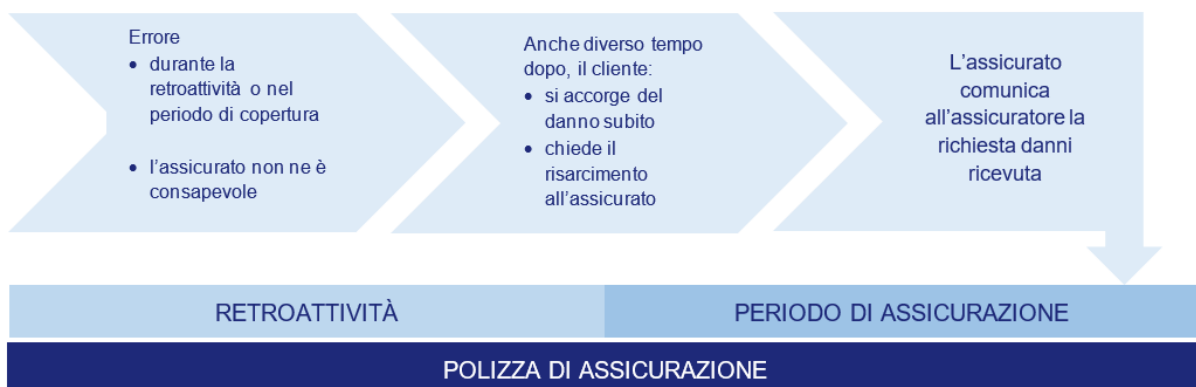 Errore
• durante la
retroattività o nel
periodo di copertura
• l'assicurato non ne è
consapevole
Anche diverso tempo
dopo, il cliente:
• si accorge del
danno subito
• chiede il
risarcimento
all'assicurato
L'assicurato
comunica
all'assicuratore la
richiesta danni
ricevuta
RETROATTIVITÀ
PERIODO DI ASSICURAZIONE
POLIZZA DI ASSICURAZIONE